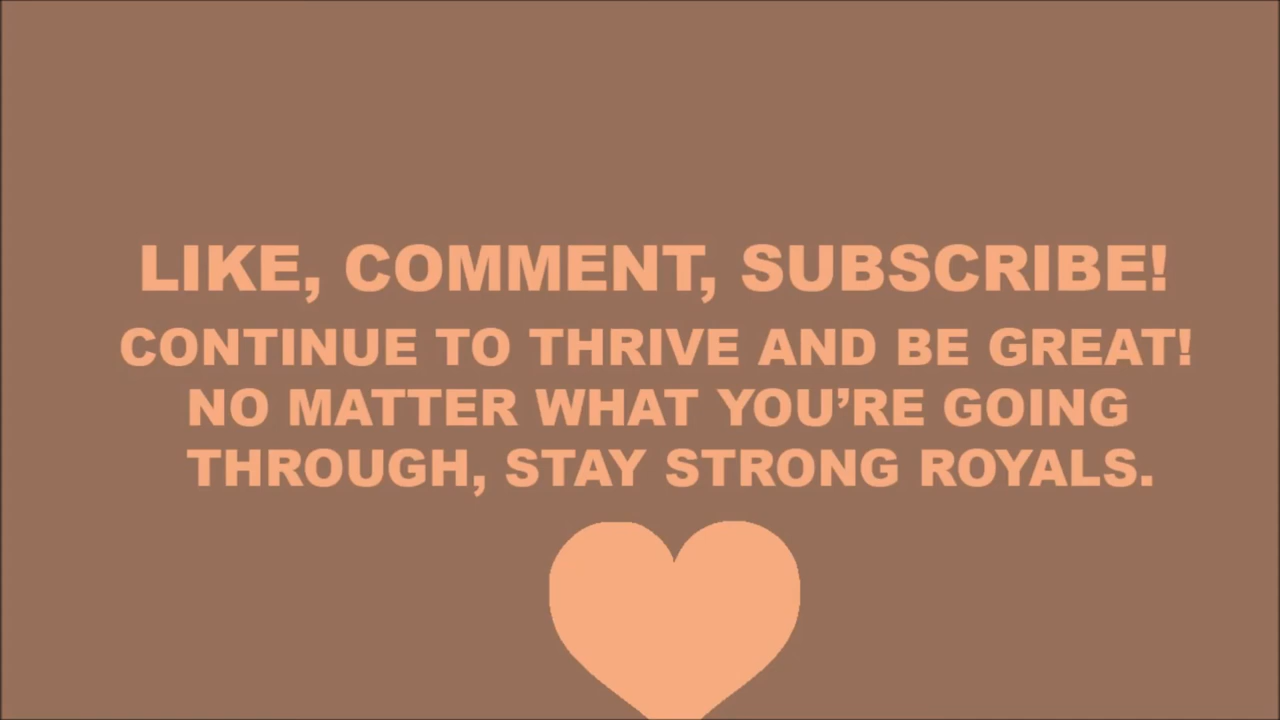 LIKE, COMMENT, SUBSCRIBE!
CONTINUE TO THRIVE AND BE GREAT!
NO MATTER WHAT YOU’RE GOING
THROUGH, STAY STRONG ROYALS.